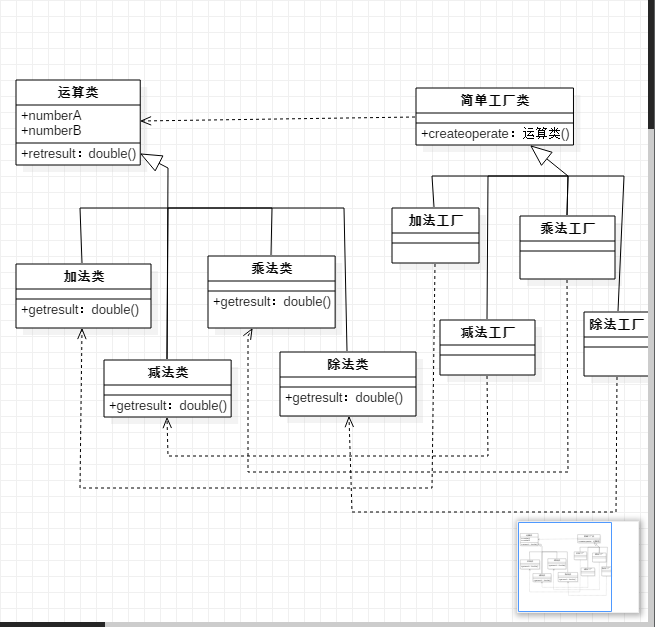 运算类
+numberA
+numberB
+retresult：double()
简单工厂类
+createoperate：运算类()
加法工厂
乘法工厂
加法类
+getresult：double()
乘法类
+getresult：double()
减法工厂
除法工厂
减法类
+getresult：double()
除法类
+getresult：double()